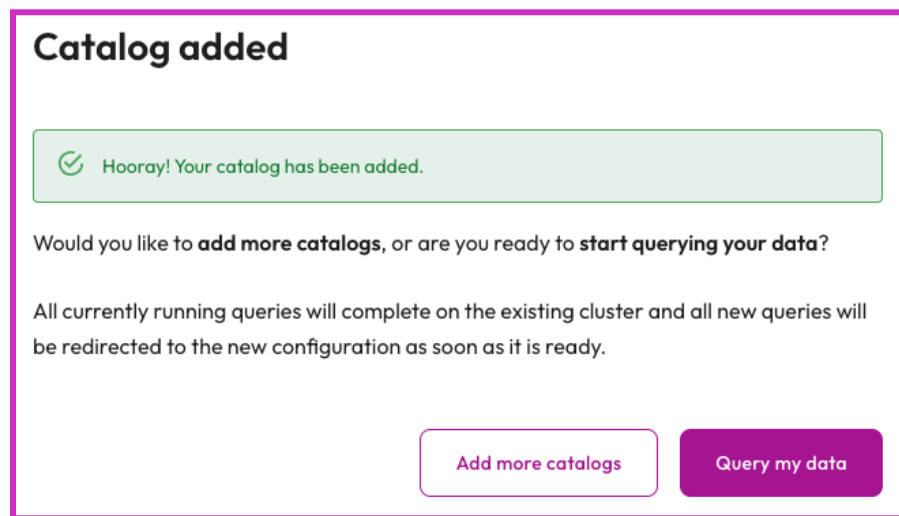 Catalog added
Hooray! Your catalog has been added.
Would you like to add more catalogs, or are you ready to start querying your data?
All currently running queries will complete on the existing cluster and all new queries will
be redirected to the new configuration as soon as it is ready.
Add more catalogs
Query my data